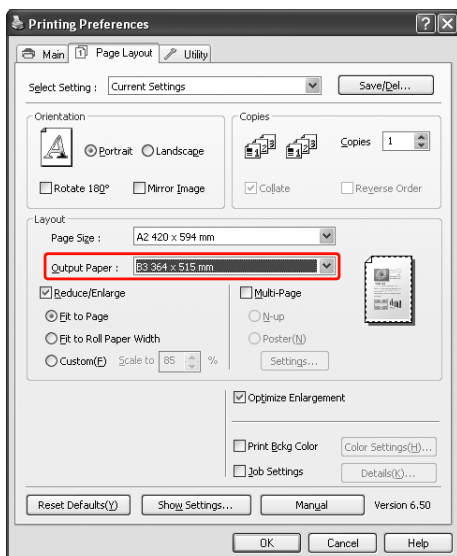 Printing Preferences
Main Page Layout Utility
Select Setting : Current Settings Save/Del...
Orientation Copies
Portrait Landscape Copies 1
Rotate 180° Mirror Image Collate Reverse Order
Layout
Page Size : A2 420 x 594 mm
Output Paper : B3 364 x 515 mm
Reduce/Enlarge Multi-Page
Fit to Page N-up
Fit to Roll Paper Width Poster(N)
Custom(F) Scale to 85 % Settings...
Optimize Enlargement
Print Bckg Color Color Settings(H)...
Job Settings Details(K)...
Reset Defaults(Y) Show Settings... Manual Version 6.50
OK Cancel Help